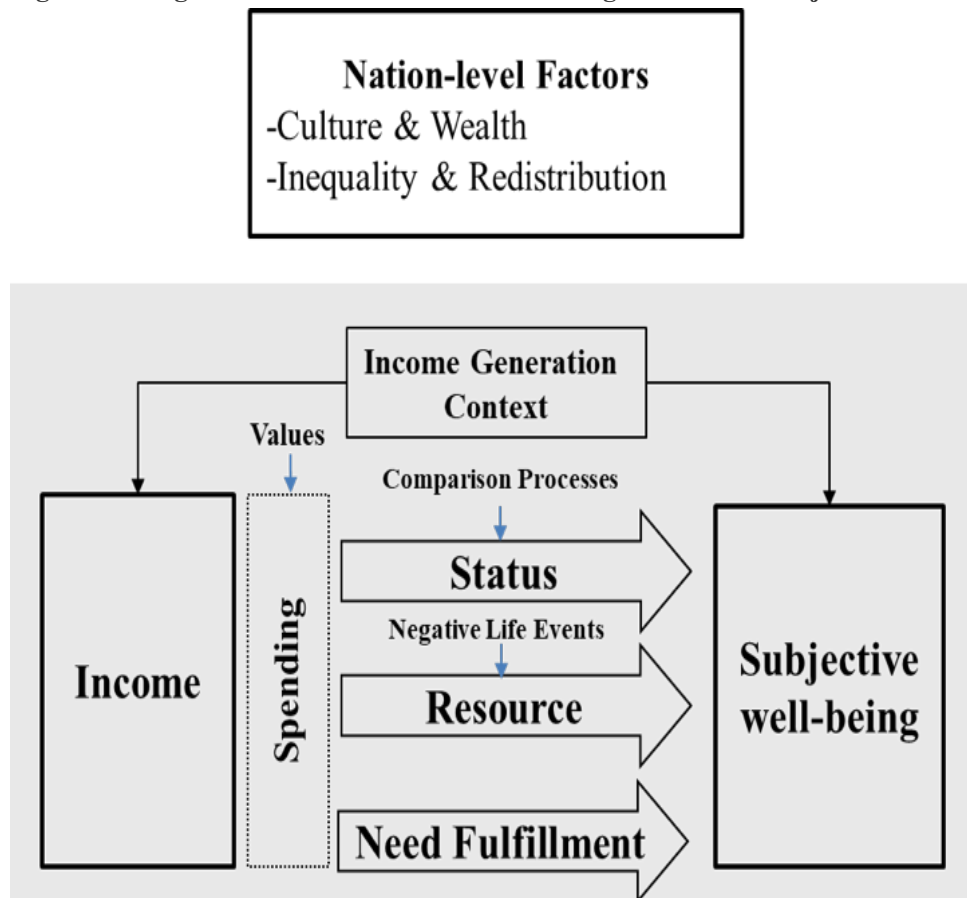 Nation-level Factors
-Culture & Wealth
-Inequality & Redistribution
Income Generation
Context
Values
Comparison Processes
Status
Negative Life Events
Income
Spending
Resource
Subjective
well-being
Need Fulfillment